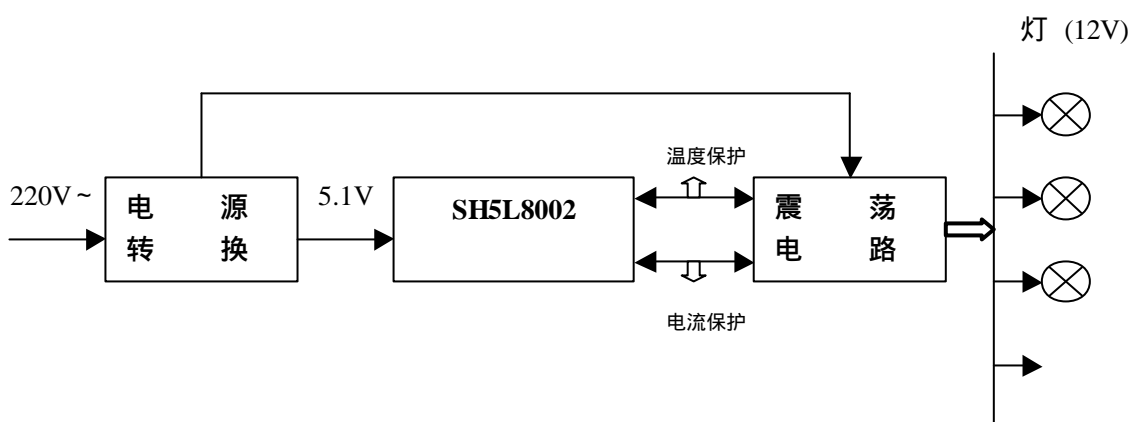 灯 (12V)
温度保护
220V~
电 源
转 换
5.1V
SH5L8002
震 荡
电 路
电流保护